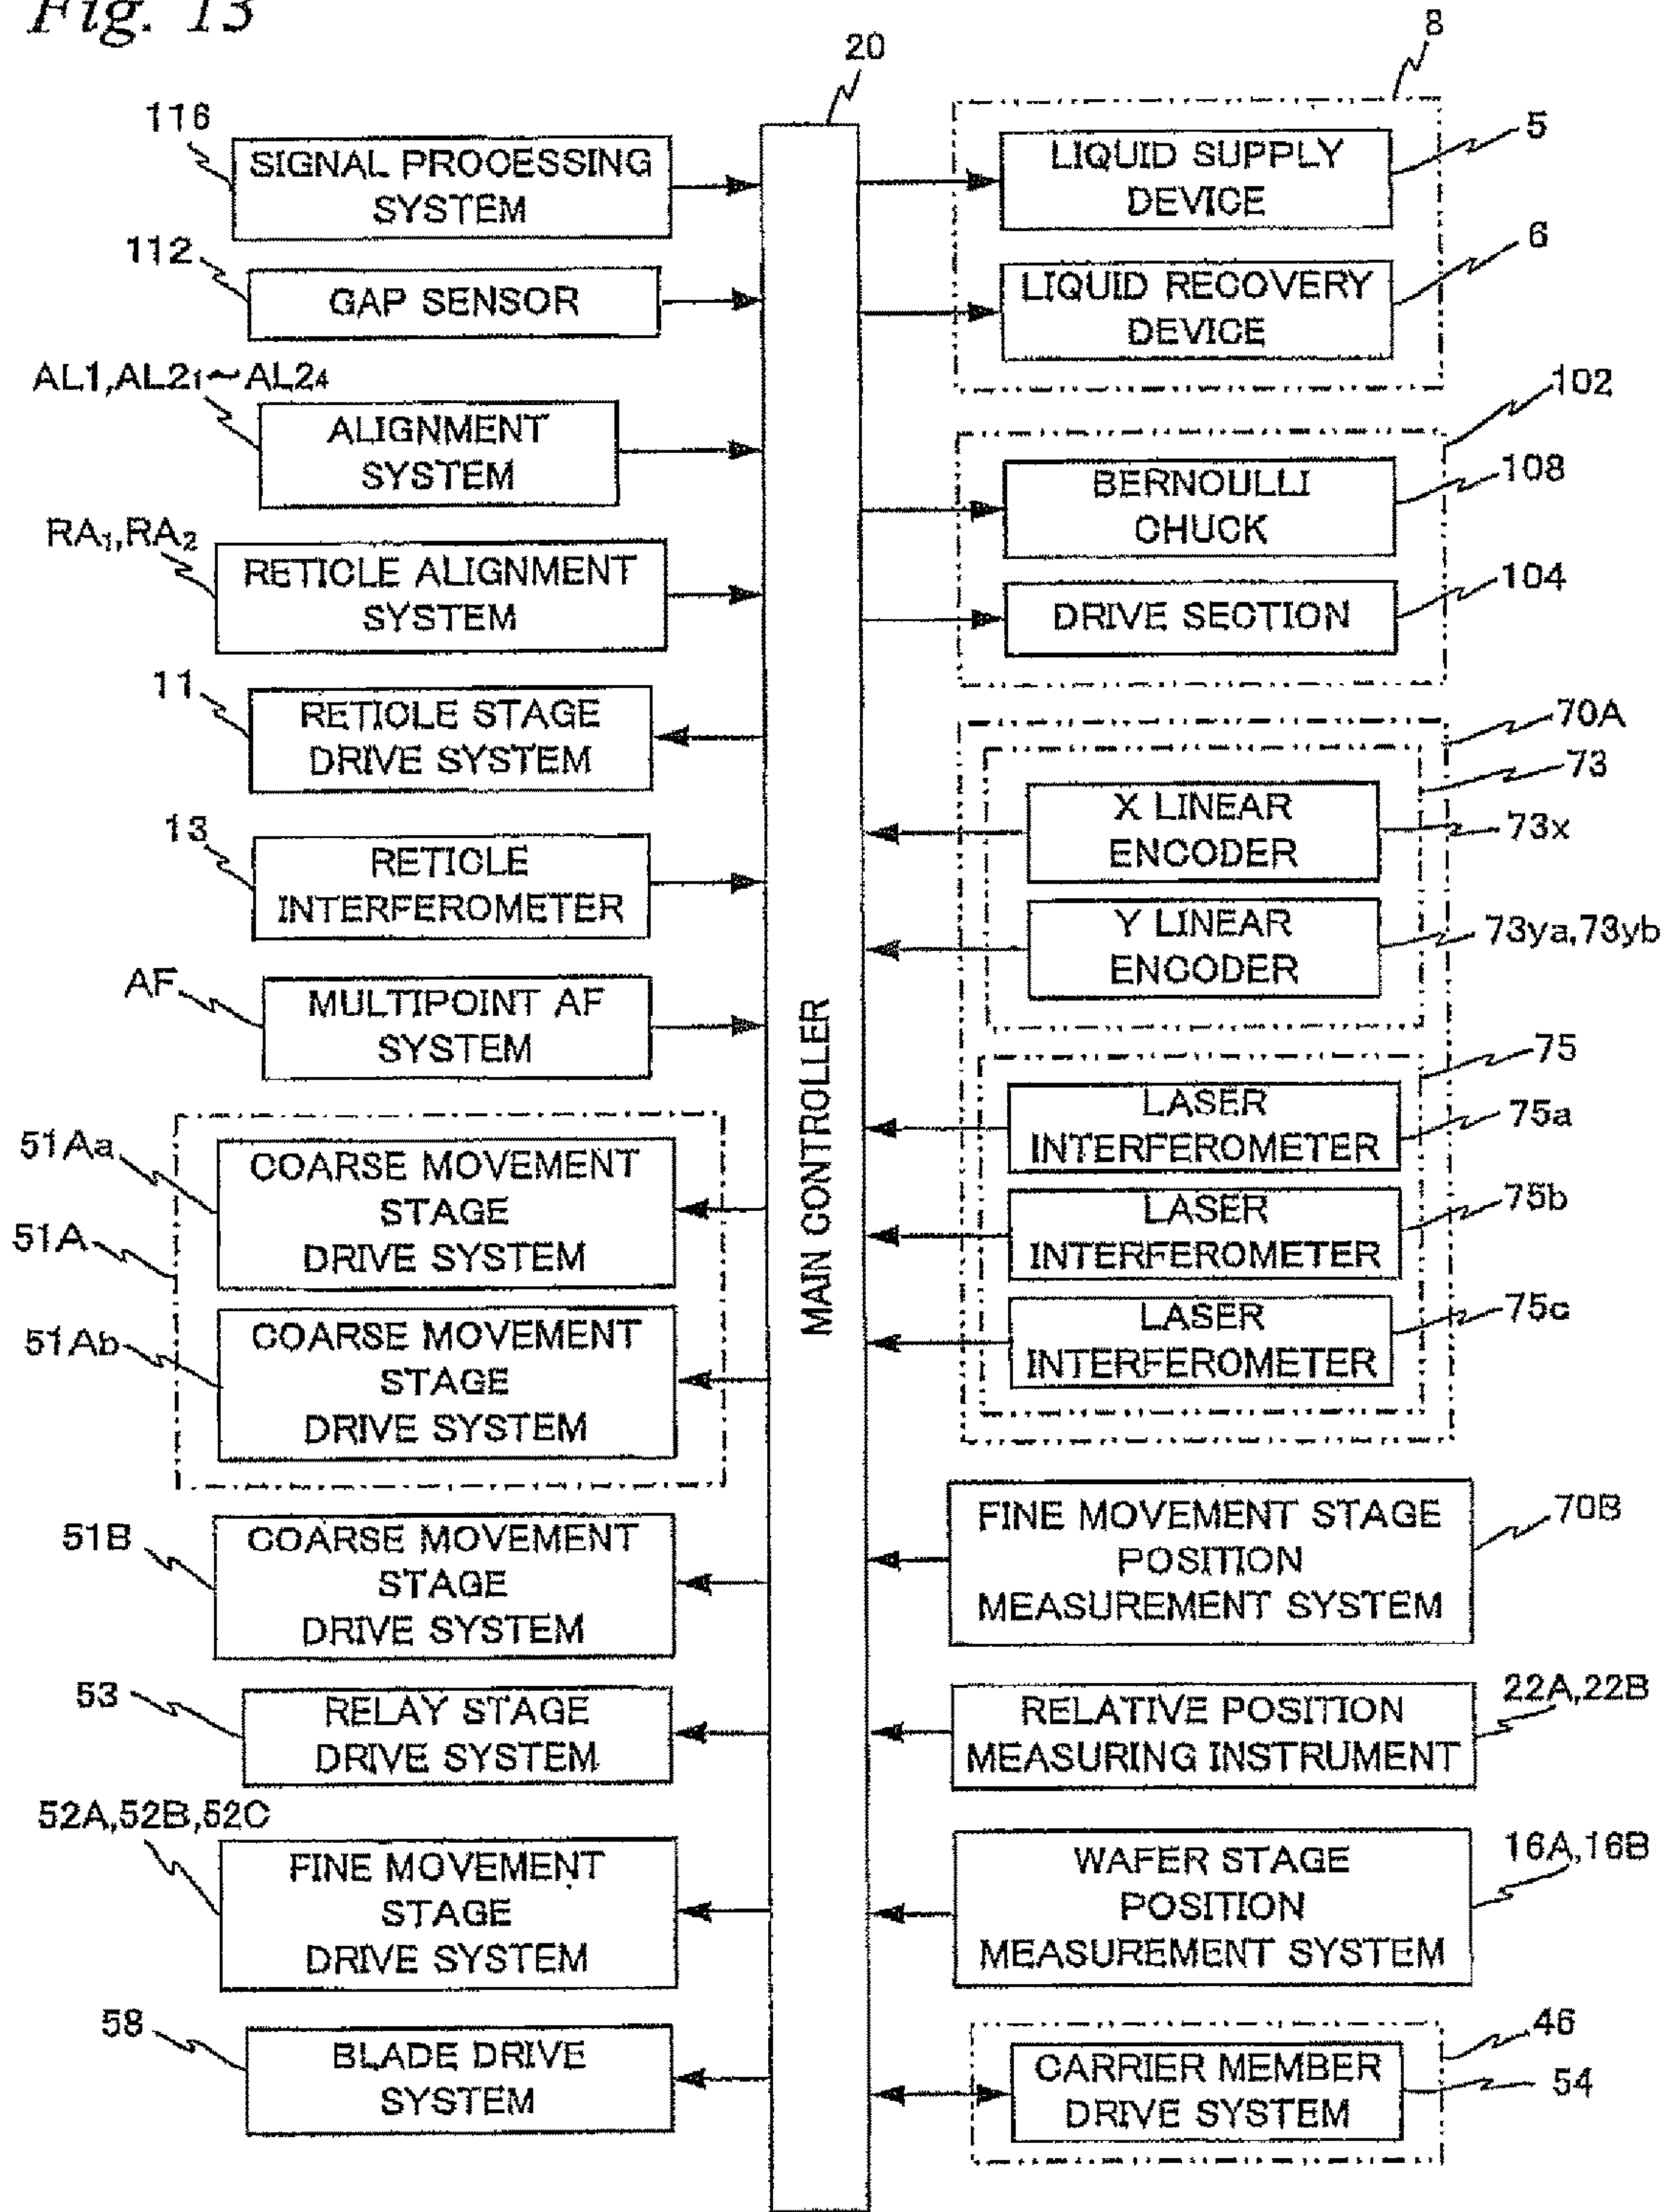 Fig. 13
20
116
SIGNAL PROCESSING
SYSTEM
112
GAP SENSOR
AL1,AL2₁~AL2₄
ALIGNMENT
SYSTEM
RA₁,RA₂
RETICLE ALIGNMENT
SYSTEM
11
RETICLE STAGE
DRIVE SYSTEM
13
RETICLE
INTERFEROMETER
AF
MULTIPOINT AF
SYSTEM
51Aa
COARSE MOVEMENT
STAGE
DRIVE SYSTEM
51A
51Ab
COARSE MOVEMENT
STAGE
DRIVE SYSTEM
51B
COARSE MOVEMENT
STAGE
DRIVE SYSTEM
53
RELAY STAGE
DRIVE SYSTEM
52A,52B,52C
FINE MOVEMENT
STAGE
DRIVE SYSTEM
58
BLADE DRIVE
SYSTEM
MAIN CONTROLLER
8
LIQUID SUPPLY
DEVICE
5
LIQUID RECOVERY
DEVICE
6
102
BERNOULLI
CHUCK
108
DRIVE SECTION
104
70A
73
X LINEAR
ENCODER
73x
Y LINEAR
ENCODER
73ya,73yb
75
LASER
INTERFEROMETER
75a
LASER
INTERFEROMETER
75b
LASER
INTERFEROMETER
75c
FINE MOVEMENT STAGE
POSITION
MEASUREMENT SYSTEM
70B
RELATIVE POSITION
MEASURING INSTRUMENT
22A,22B
WAFER STAGE
POSITION
MEASUREMENT SYSTEM
16A,16B
46
CARRIER MEMBER
DRIVE SYSTEM
54